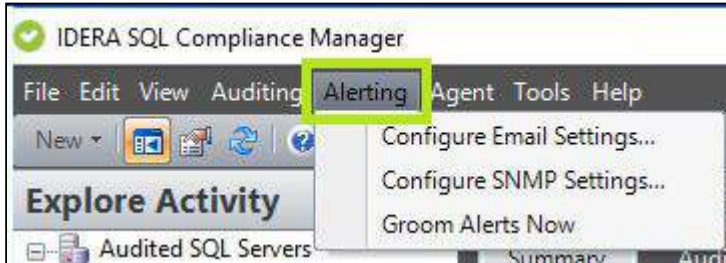 IDERA SQL Compliance Manager
File Edit View Auditing Alerting Agent Tools Help
New
Configure Email Settings...
Configure SNMP Settings...
Explore Activity
Groom Alerts Now
Audited SQL Servers
Summary